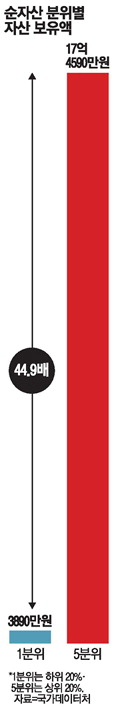 순자산 분위별
자산 보유액
17억
4590만원
44.9배
3890만원
1분위
5분위
*1분위는 하위 20%·
5분위는 상위 20%,
자료=국가데이터처